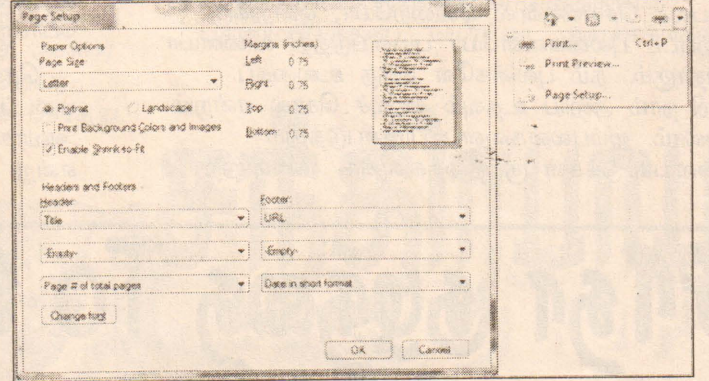 Page Setup
Paper Options
Page Size
Letter
Portrait Landscape
Print Background Colors and Images
Enable Shrink-to-Fit
Margins (inches)
Left 0.75
Right 0.75
Top 0.75
Bottom 0.75
Headers and Footers
Header:
Footer:
Title
URL
-Empty-
-Empty-
Page # of total pages
Date in short format
Change font
OK
Cancel
Print... Ctrl+P
Print Preview...
Page Setup...